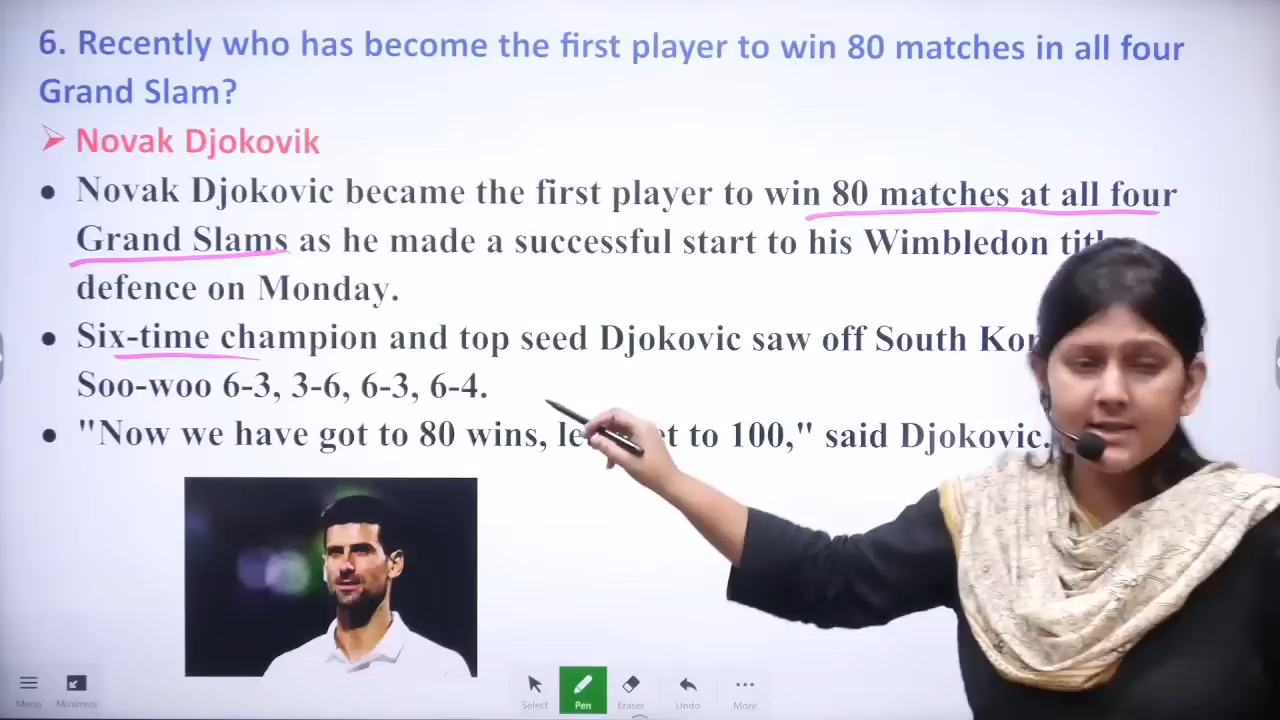 6. Recently who has become the first player to win 80 matches in all four
Grand Slam?
➢ Novak Djokovik
• Novak Djokovic became the first player to win 80 matches at all four
Grand Slams as he made a successful start to his Wimbledon
defence on Monday.
• Six-time champion and top seed Djokovic saw off South
Soo-woo 6-3, 3-6, 6-3, 6-4.
• "Now we have got to 80 wins, to 100," said Djokovic.
Menu Minimize Select Pen Eraser Undo More